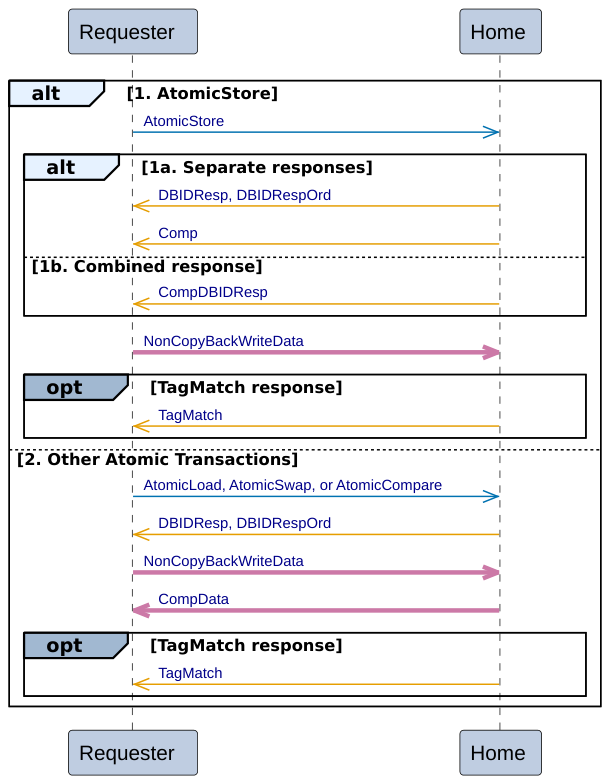 Requester Home
alt [1. AtomicStore]
AtomicStore
alt [1a. Separate responses]
DBIDResp, DBIDRespOrd
Comp
[1b. Combined response]
CompDBIDResp
NonCopyBackWriteData
opt [TagMatch response]
TagMatch
[2. Other Atomic Transactions]
AtomicLoad, AtomicSwap, or AtomicCompare
DBIDResp, DBIDRespOrd
NonCopyBackWriteData
CompData
opt [TagMatch response]
TagMatch
Requester Home